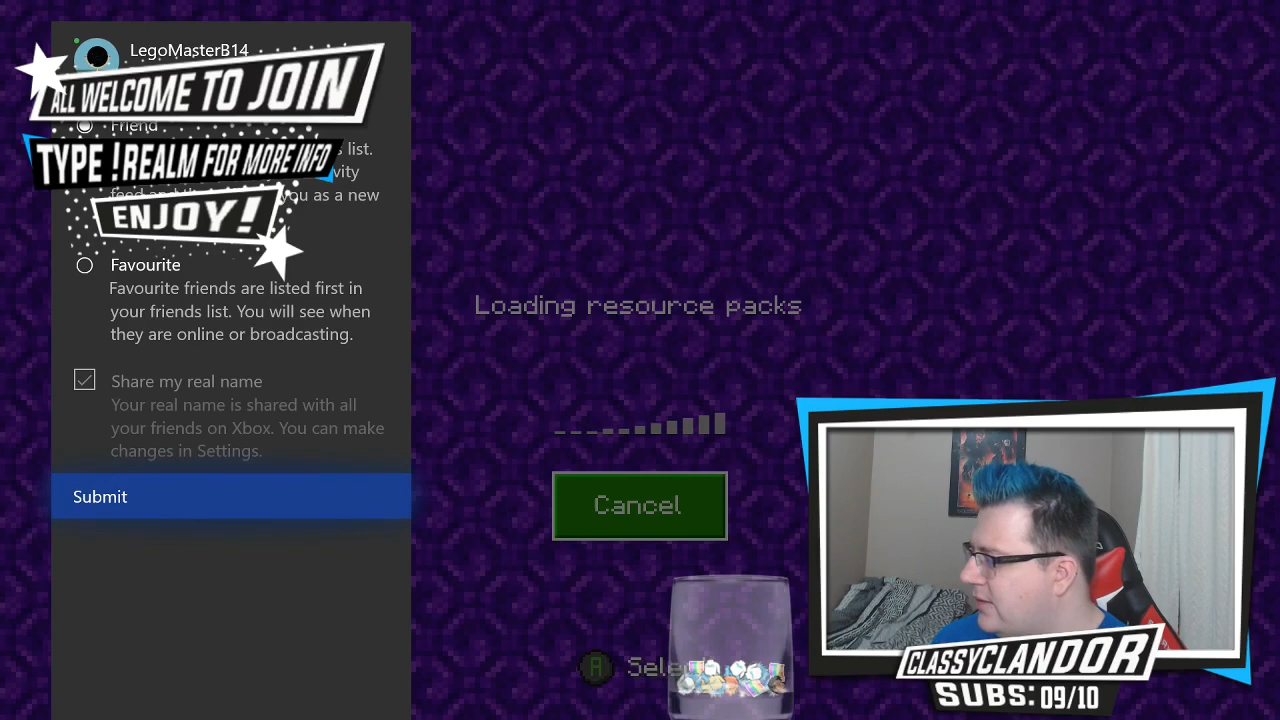 LegoMasterB14
ALL WELCOME TO JOIN
Friend
s list.
TYPE !REALM FOR MORE INFO
vity
feed and you as a new
ENJOY!
Favourite
Favourite friends are listed first in
your friends list. You will see when
they are online or broadcasting.
Share my real name
Your real name is shared with all
your friends on Xbox. You can make
changes in Settings.
Submit
Loading resource packs
Cancel
A Select
CLASSYCLANDOR
SUBS: 09/10